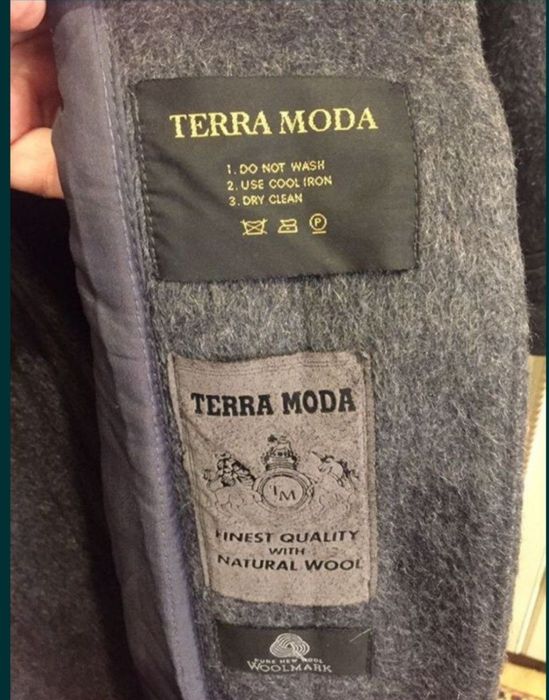 TERRA MODA
1. DO NOT WASH
2. USE COOL IRON
3. DRY CLEAN
P
TERRA MODA
FINEST QUALITY
WITH
NATURAL WOOL
PURE NEW WOOL
WOOLMARK